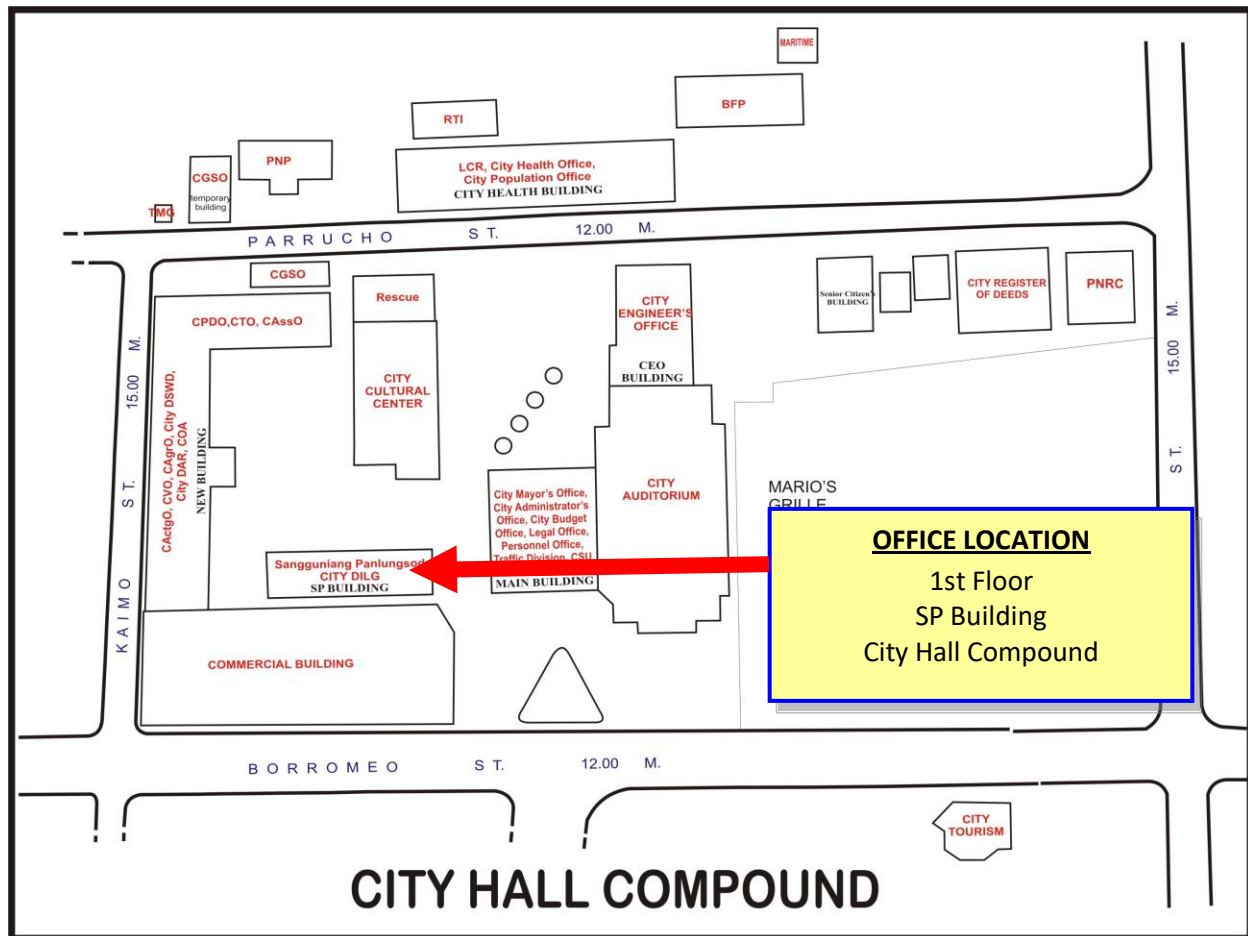 MARITIME
BFP
RTI
PNP
LCR, City Health Office,
City Population Office
CITY HEALTH BUILDING
CGSO
temporary
building
TMG
PARRUCHO ST. 12.00 M.
CGSO
Rescue
CPDO,CTO, CAssO
CITY
ENGINEER'S
OFFICE
CEO
BUILDING
Senior Citizen's
BUILDING
CITY REGISTER
OF DEEDS
PNRC
KAIMO ST. 15.00 M.
ST. 15.00 M.
CActgO, CVO, CAgrO, City DSWD,
City DAR, COA
NEW BUILDING
CITY
CULTURAL
CENTER
City Mayor's Office,
City Administrator's
Office, City Budget
Office, Legal Office,
Personnel Office,
Traffic Division, CSU
MAIN BUILDING
CITY
AUDITORIUM
MARIO'S
GRILLE
OFFICE LOCATION
1st Floor
SP Building
City Hall Compound
Sangguniang Panlungsod
CITY DILG
SP BUILDING
COMMERCIAL BUILDING
BORROMEO ST. 12.00 M.
CITY
TOURISM
CITY HALL COMPOUND